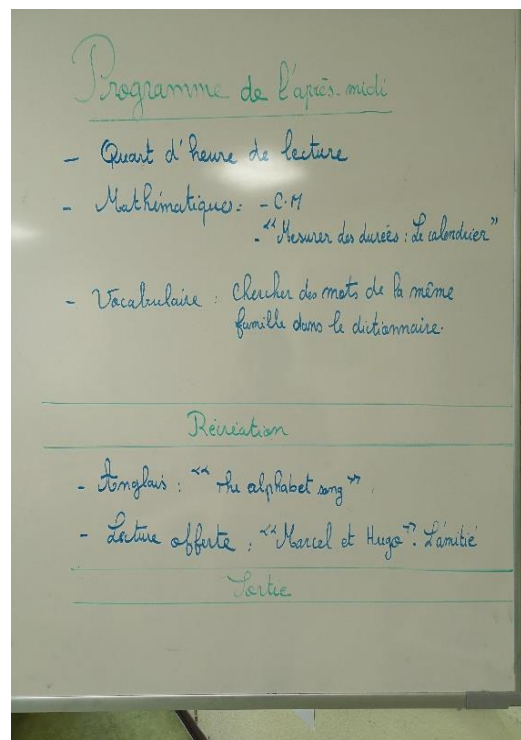 Programme de l'après-midi
- Quart d'heure de lecture
- Mathématiques : - C.M
- "Mesurer des durées : Le calendrier"
- Vocabulaire : Chercher des mots de la même
famille dans le dictionnaire.
Récréation
- Anglais : "The alphabet song"
- Lecture offerte : "Marcel et Hugo". L'amitié
Sortie